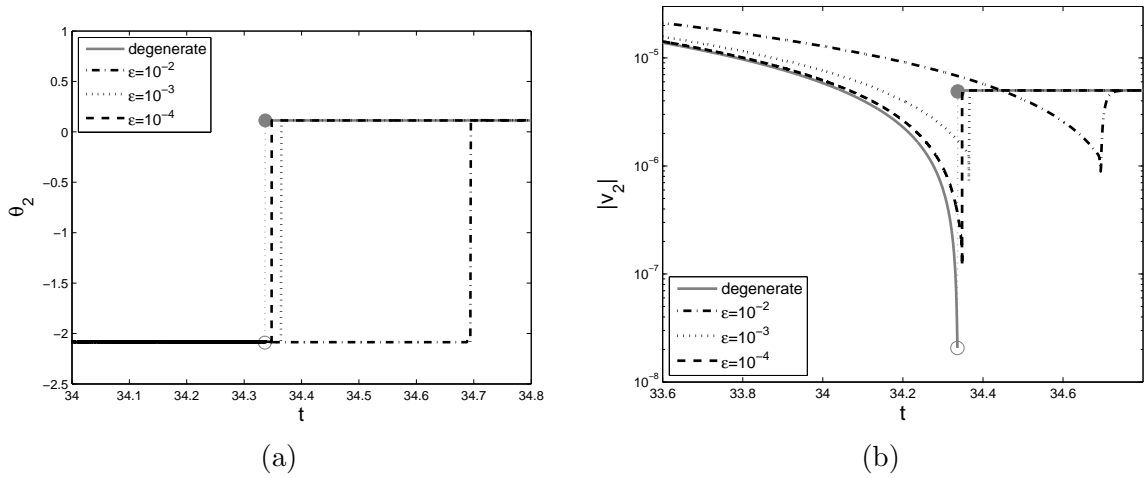 1
0.5
0
−0.5
−1
−1.5
−2
−2.5
θ₂
degenerate
ε=10⁻²
ε=10⁻³
ε=10⁻⁴
34 34.1 34.2 34.3 34.4 34.5 34.6 34.7 34.8
t
(a)
10⁻⁵
10⁻⁶
10⁻⁷
10⁻⁸
|v₂|
degenerate
ε=10⁻²
ε=10⁻³
ε=10⁻⁴
33.6 33.8 34 34.2 34.4 34.6
t
(b)